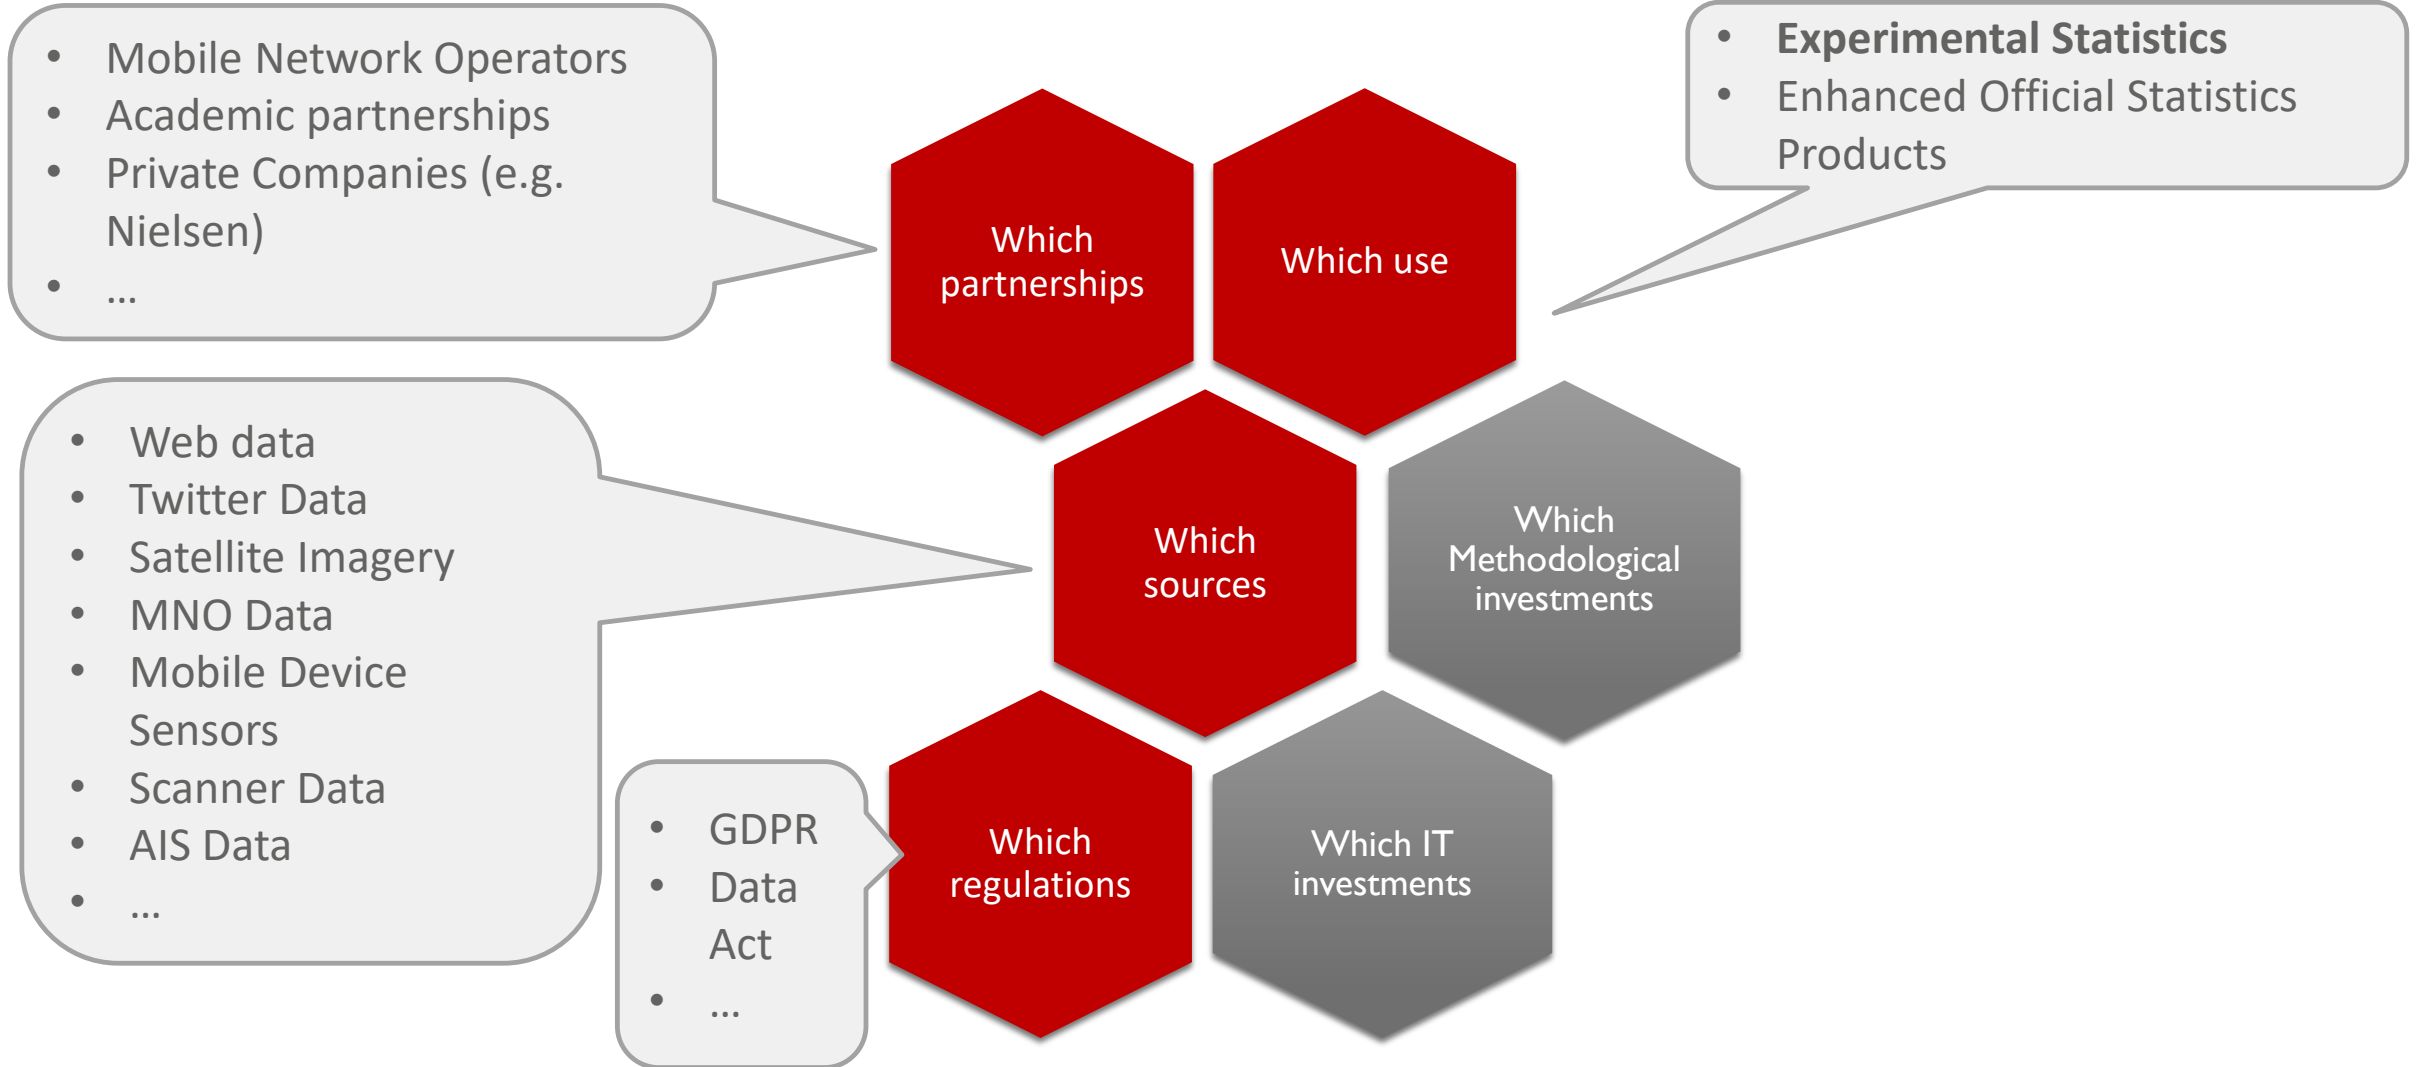 • Mobile Network Operators
• Academic partnerships
• Private Companies (e.g.
Nielsen)
• ...
• Experimental Statistics
• Enhanced Official Statistics
Products
Which
partnerships
Which use
• Web data
• Twitter Data
• Satellite Imagery
• MNO Data
• Mobile Device
Sensors
• Scanner Data
• AIS Data
• ...
Which
sources
Which
Methodological
investments
• GDPR
• Data
Act
• ...
Which
regulations
Which IT
investments